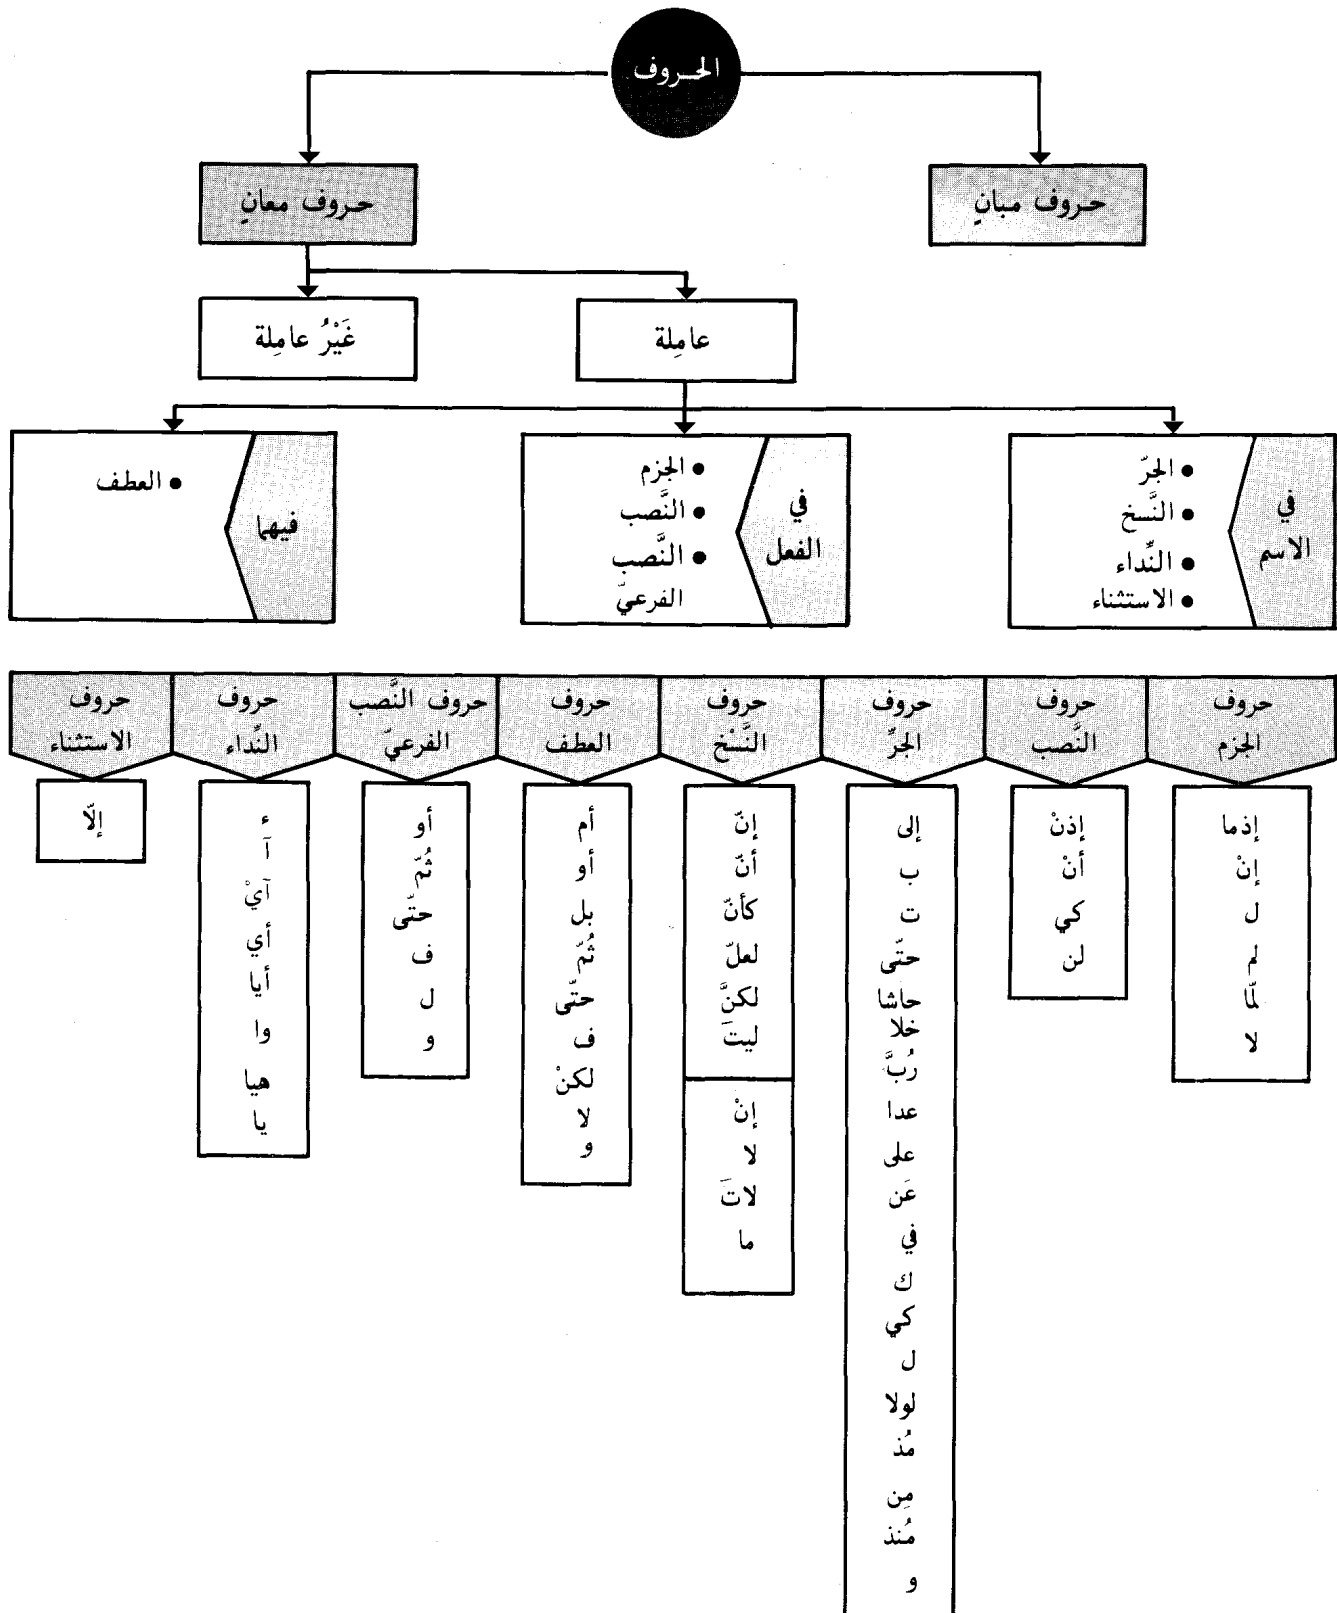 الحروف
حروف مبانٍ
حروف معانٍ
عامِلة
غَيْرُ عامِلة
في
الاسم
• الجرّ
• النَّسخ
• النِّداء
• الاستثناء
في
الفعل
• الجزم
• النَّصب
• النَّصب
الفرعيّ
فيهما
• العطف
حروف
الجزم
إذما
إنْ
ل
لم
لمّا
لا
حروف
النَّصب
إذنْ
أنْ
كي
لن
حروف
الجرِّ
إلى
ب
ت
حتّى
حاشا
خلا
رُبَّ
عدا
على
عَن
في
ك
كي
ل
لولا
مُذ
مِن
مُنذ
و
حروف
النَّسْخ
إنّ
أنّ
كأنّ
لعلّ
لكنَّ
ليتَ
إنْ
لا
لاتَ
ما
حروف
العطف
أم
أو
بل
ثُمّ
حتّى
ف
لكنْ
لا
و
حروف النَّصب
الفرعيّ
أو
ثُمّ
حتّى
ف
ل
و
حروف
النِّداء
ء
آ
آيْ
أي
أيا
وا
هيا
يا
حروف
الاستثناء
إلّا